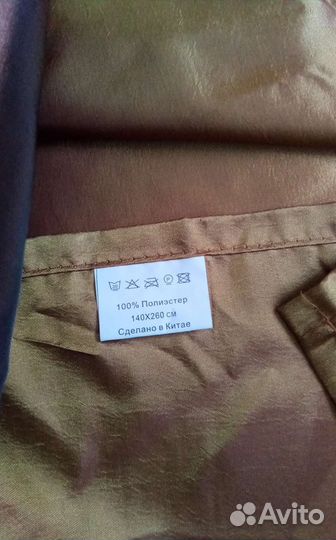 100% Полиэстер
140X260 см
Сделано в Китае
Avito